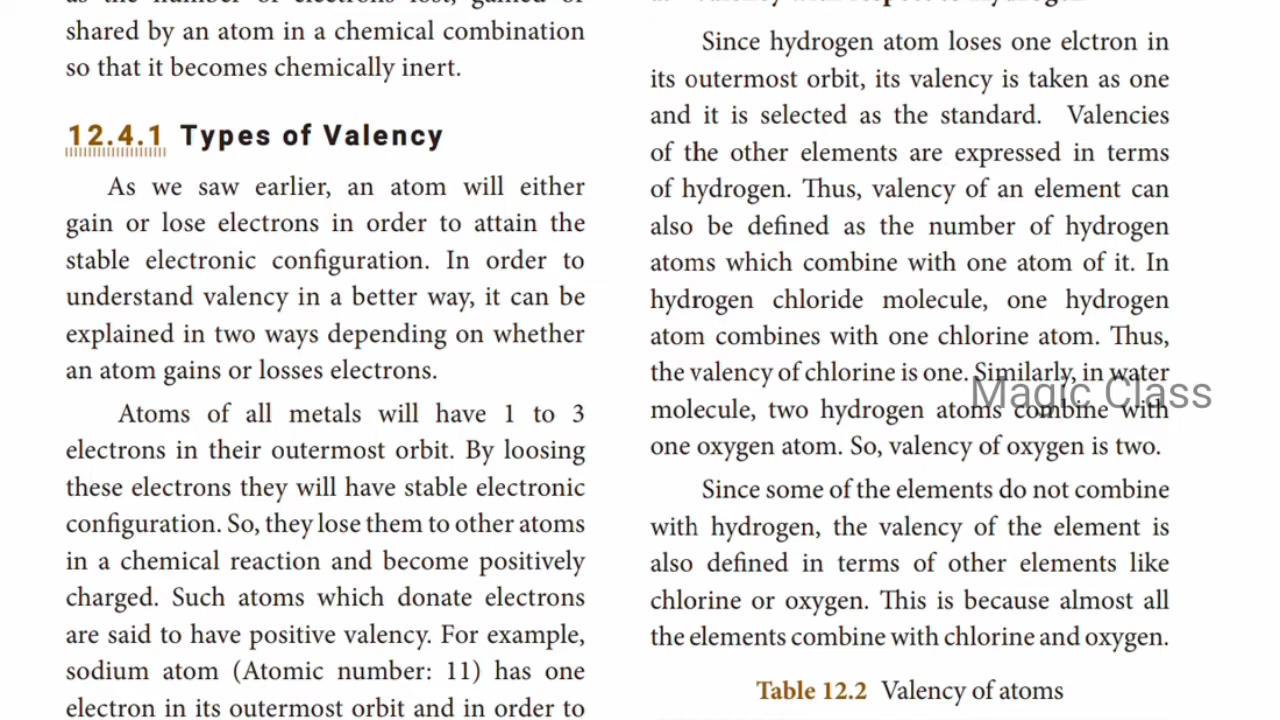 shared by an atom in a chemical combination
so that it becomes chemically inert.
12.4.1 Types of Valency
As we saw earlier, an atom will either
gain or lose electrons in order to attain the
stable electronic configuration. In order to
understand valency in a better way, it can be
explained in two ways depending on whether
an atom gains or losses electrons.
Atoms of all metals will have 1 to 3
electrons in their outermost orbit. By loosing
these electrons they will have stable electronic
configuration. So, they lose them to other atoms
in a chemical reaction and become positively
charged. Such atoms which donate electrons
are said to have positive valency. For example,
sodium atom (Atomic number: 11) has one
electron in its outermost orbit and in order to
Since hydrogen atom loses one elctron in
its outermost orbit, its valency is taken as one
and it is selected as the standard. Valencies
of the other elements are expressed in terms
of hydrogen. Thus, valency of an element can
also be defined as the number of hydrogen
atoms which combine with one atom of it. In
hydrogen chloride molecule, one hydrogen
atom combines with one chlorine atom. Thus,
the valency of chlorine is one. Similarly, in water
Magic Class
molecule, two hydrogen atoms combine with
one oxygen atom. So, valency of oxygen is two.
Since some of the elements do not combine
with hydrogen, the valency of the element is
also defined in terms of other elements like
chlorine or oxygen. This is because almost all
the elements combine with chlorine and oxygen.
Table 12.2 Valency of atoms